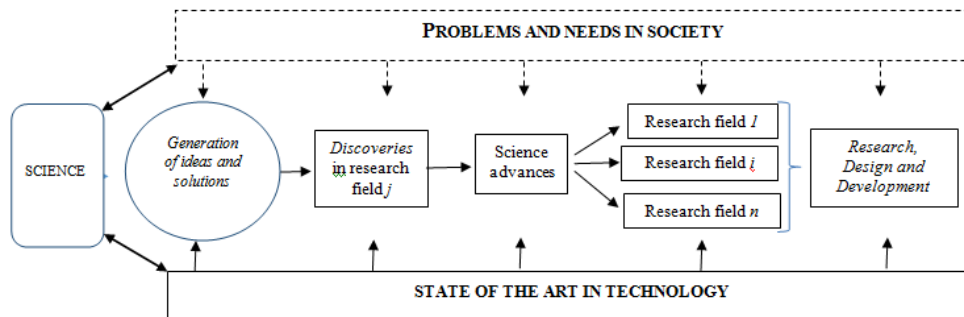 PROBLEMS AND NEEDS IN SOCIETY
SCIENCE
Generation
of ideas and
solutions
Discoveries
in research
field j
Science
advances
Research field 1
Research field i
Research field n
Research,
Design and
Development
STATE OF THE ART IN TECHNOLOGY